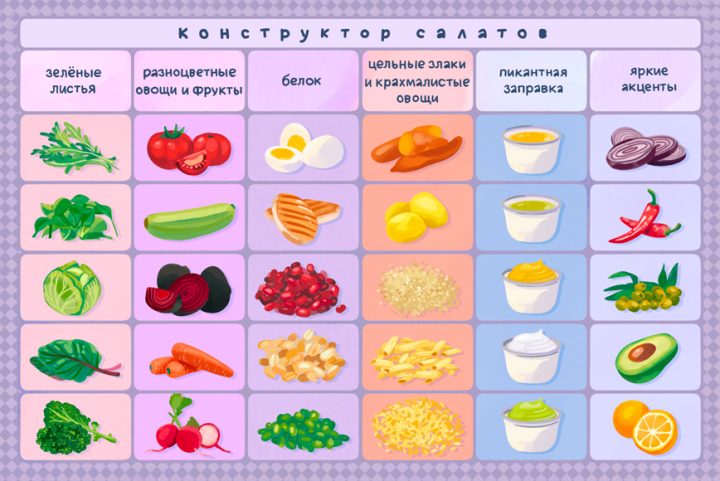 Конструктор салатов
зелёные
листья
разноцветные
овощи и фрукты
белок
цельные злаки
и крахмалистые
овощи
пикантная
заправка
яркие
акценты